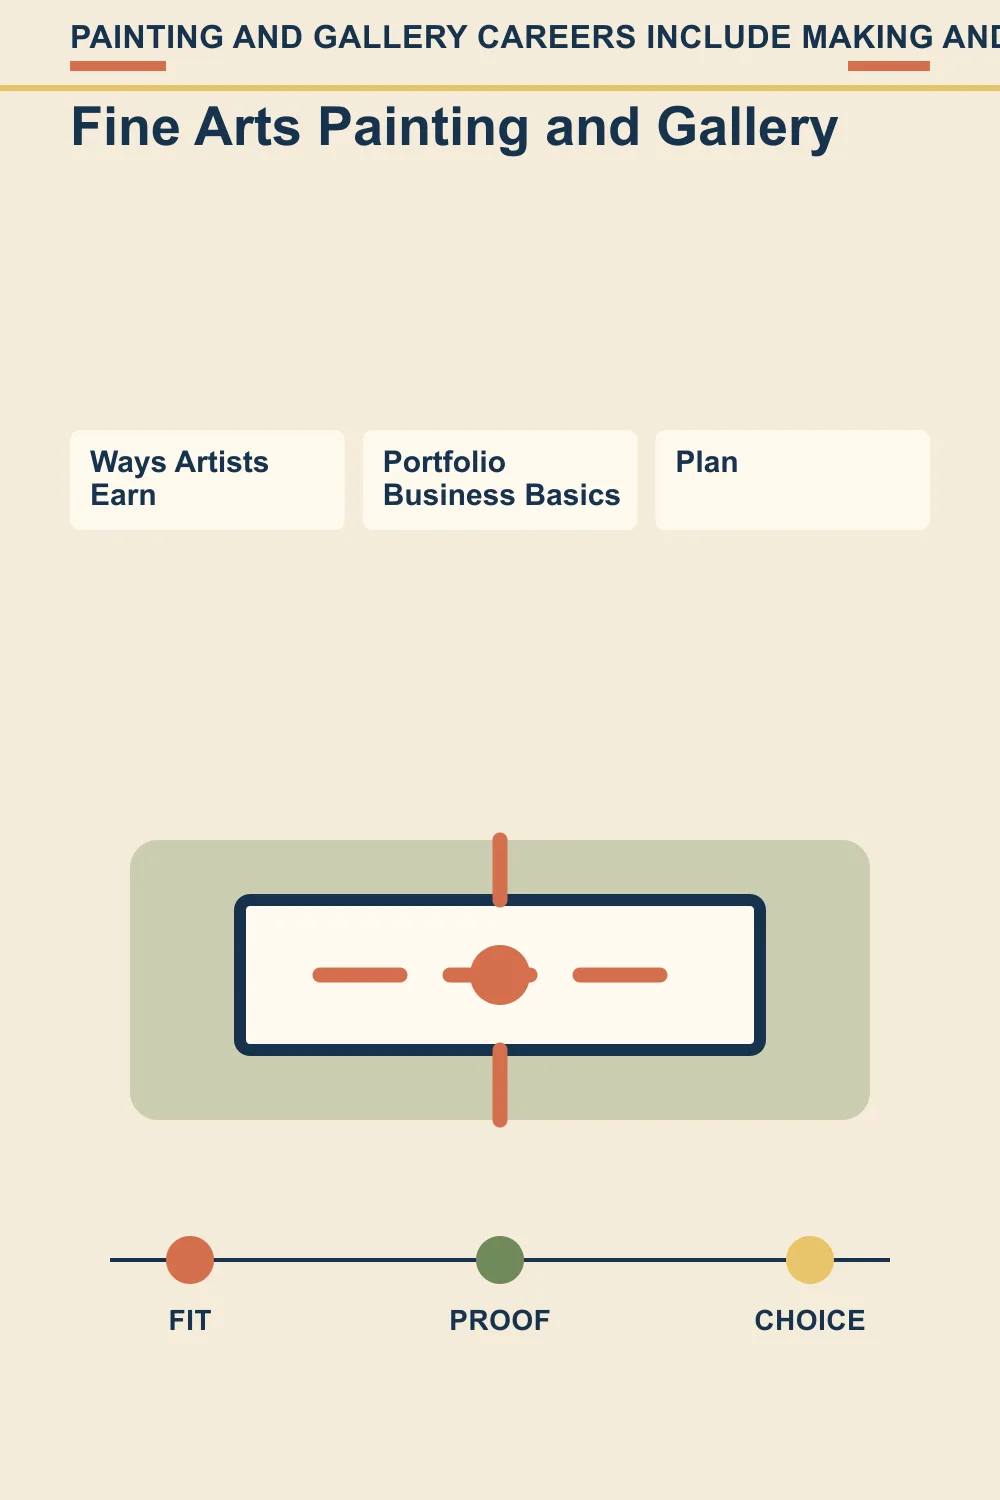 PAINTING AND GALLERY CAREERS INCLUDE MAKING AND
Fine Arts Painting and Gallery
Ways Artists
Earn
Portfolio
Business Basics
Plan
FIT
PROOF
CHOICE